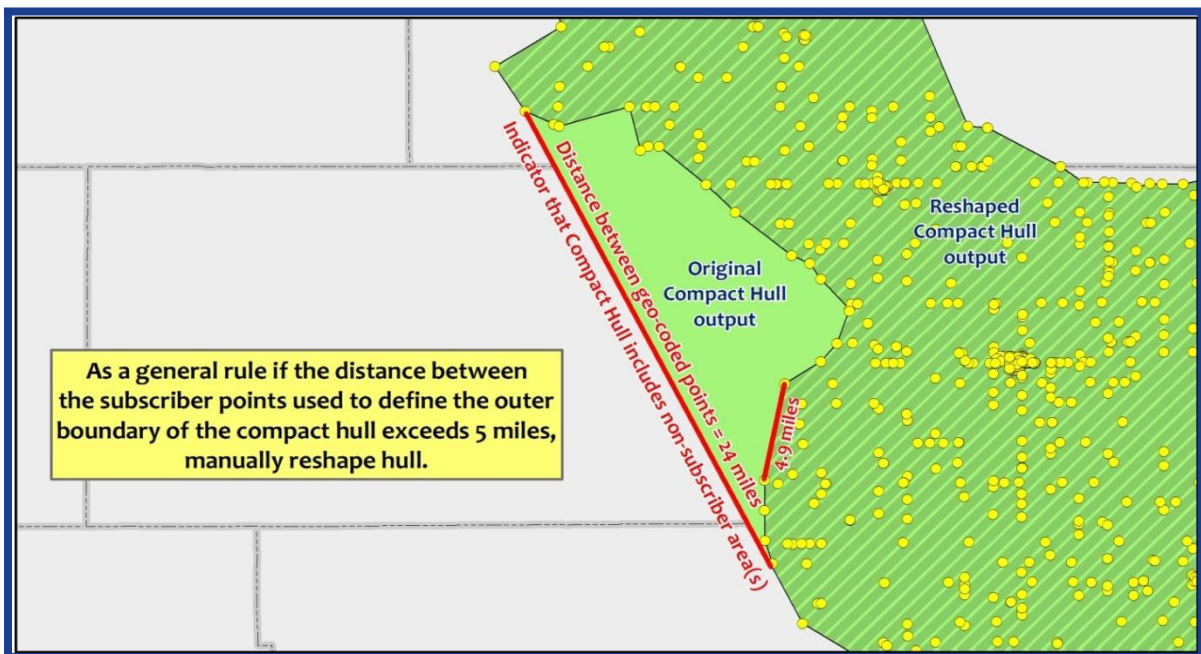 Distance between geo-coded points = 24 miles
Indicator that Compact Hull includes non-subscriber area(s)
Reshaped
Compact Hull
output
Original
Compact Hull
output
4.9 miles
As a general rule if the distance between
the subscriber points used to define the outer
boundary of the compact hull exceeds 5 miles,
manually reshape hull.